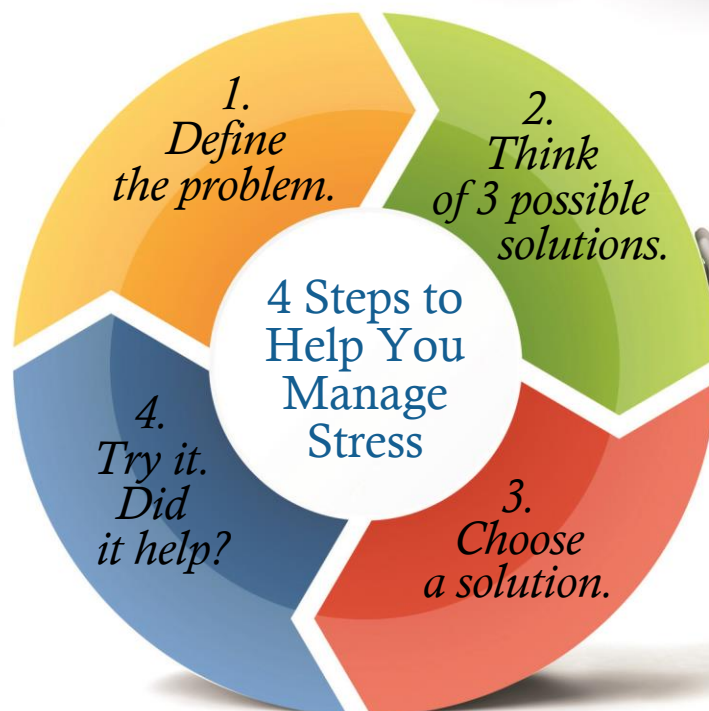 1.
Define
the problem.
2.
Think
of 3 possible
solutions.
4 Steps to
Help You
Manage
Stress
3.
Choose
a solution.
4.
Try it.
Did
it help?